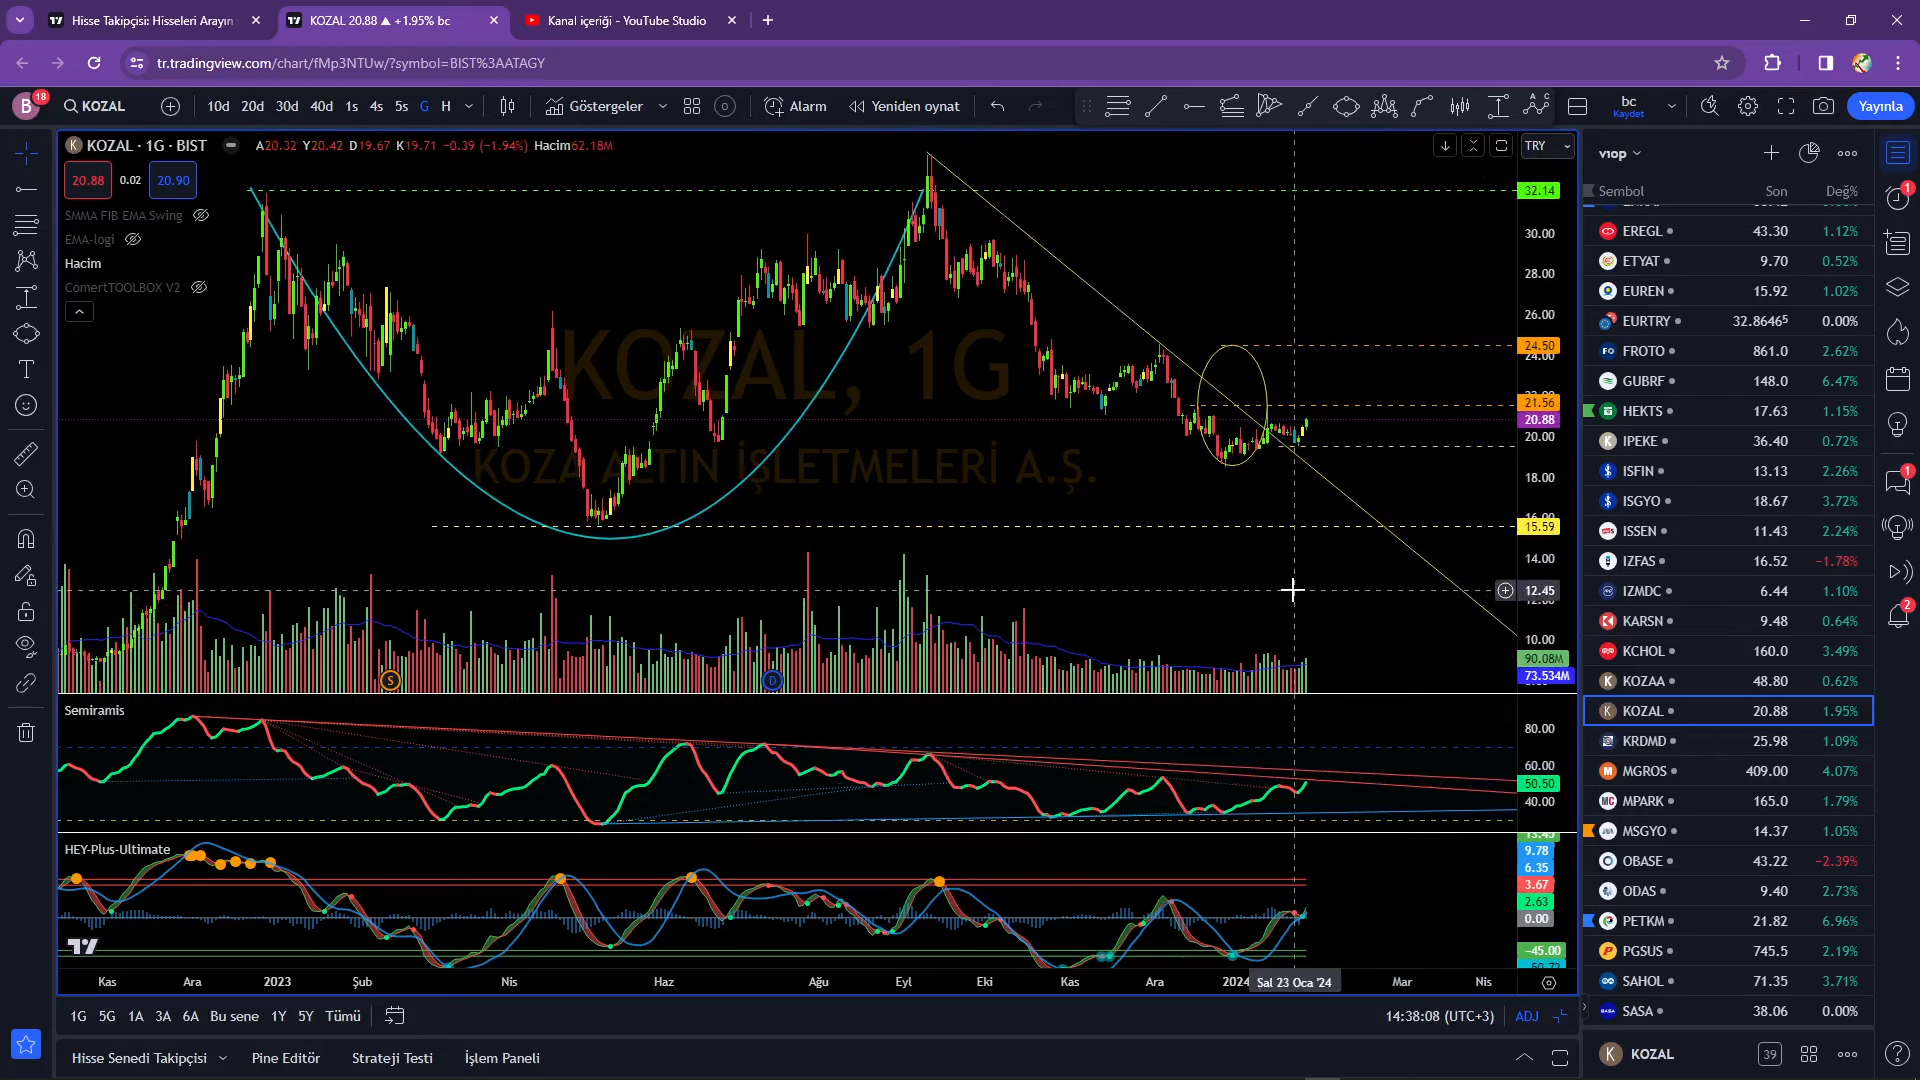 Hisse Takipçisi: Hisseleri Arayın
KOZAL 20.88 ▲ +1.95% bc
Kanal içeriği - YouTube Studio
tr.tradingview.com/chart/fMp3NTUw/?symbol=BIST%3AATAGY
B 18 KOZAL 10d 20d 30d 40d 1s 4s 5s G H Göstergeler Alarm Yeniden oynat bc Kaydet Yayınla
KOZAL · 1G · BIST A20.32 Y20.42 D19.67 K19.71 -0.39 (-1.94%) Hacim62.18M
20.88 0.02 20.90
SMMA FIB EMA Swing
EMA-logi
Hacim
ComertTOOLBOX V2
KOZAL, 1G
KOZA ALTIN İŞLETMELERİ A.Ş.
S
D
TRY
32.14
30.00
28.00
26.00
24.50
24.00
21.56
20.88
20.00
18.00
15.59
14.00
12.45
10.00
90.08M
73.534M
Semiramis
80.00
60.00
50.50
40.00
HEY-Plus-Ultimate
13.45
9.78
6.35
3.67
2.63
0.00
−45.00
Kas Ara 2023 Şub Nis Haz Ağu Eyl Eki Kas Ara 2024 Sal 23 Oca '24 Mar Nis
1G 5G 1A 3A 6A Bu sene 1Y 5Y Tümü
14:38:08 (UTC+3) ADJ
Hisse Senedi Takipçisi Pine Editör Strateji Testi İşlem Paneli
vıop
Sembol Son Değ%
EREGL 43.30 1.12%
ETYAT 9.70 0.52%
EUREN 15.92 1.02%
EURTRY 32.8646⁵ 0.00%
FROTO 861.0 2.62%
GUBRF 148.0 6.47%
HEKTS 17.63 1.15%
IPEKE 36.40 0.72%
ISFIN 13.13 2.26%
ISGYO 18.67 3.72%
ISSEN 11.43 2.24%
IZFAS 16.52 −1.78%
IZMDC 6.44 1.10%
KARSN 9.48 0.64%
KCHOL 160.0 3.49%
KOZAA 48.80 0.62%
KOZAL 20.88 1.95%
KRDMD 25.98 1.09%
MGROS 409.00 4.07%
MPARK 165.0 1.79%
MSGYO 14.37 1.05%
OBASE 43.22 −2.39%
ODAS 9.40 2.73%
PETKM 21.82 6.96%
PGSUS 745.5 2.19%
SAHOL 71.35 3.71%
SASA 38.06 0.00%
K KOZAL 39
1
1
2